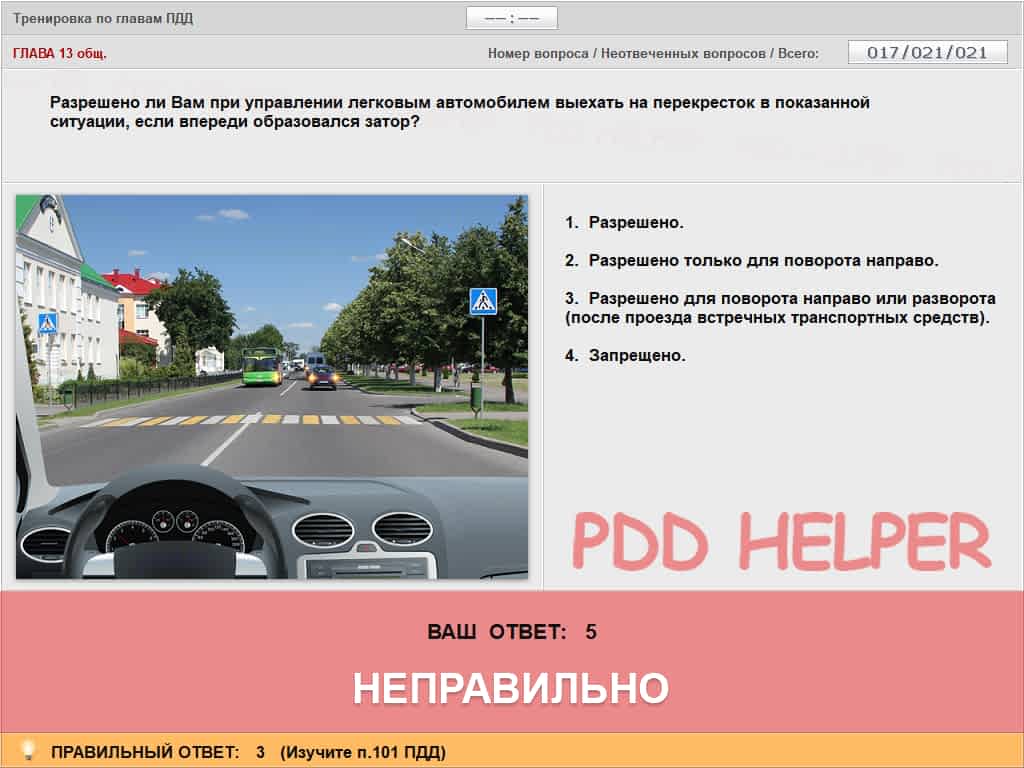 Тренировка по главам ПДД
–– : ––
ГЛАВА 13 общ.
Номер вопроса / Неотвеченных вопросов / Всего:
017/021/021
Разрешено ли Вам при управлении легковым автомобилем выехать на перекресток в показанной
ситуации, если впереди образовался затор?
1. Разрешено.
2. Разрешено только для поворота направо.
3. Разрешено для поворота направо или разворота
(после проезда встречных транспортных средств).
4. Запрещено.
PDD HELPER
ВАШ ОТВЕТ: 5
НЕПРАВИЛЬНО
ПРАВИЛЬНЫЙ ОТВЕТ: 3 (Изучите п.101 ПДД)